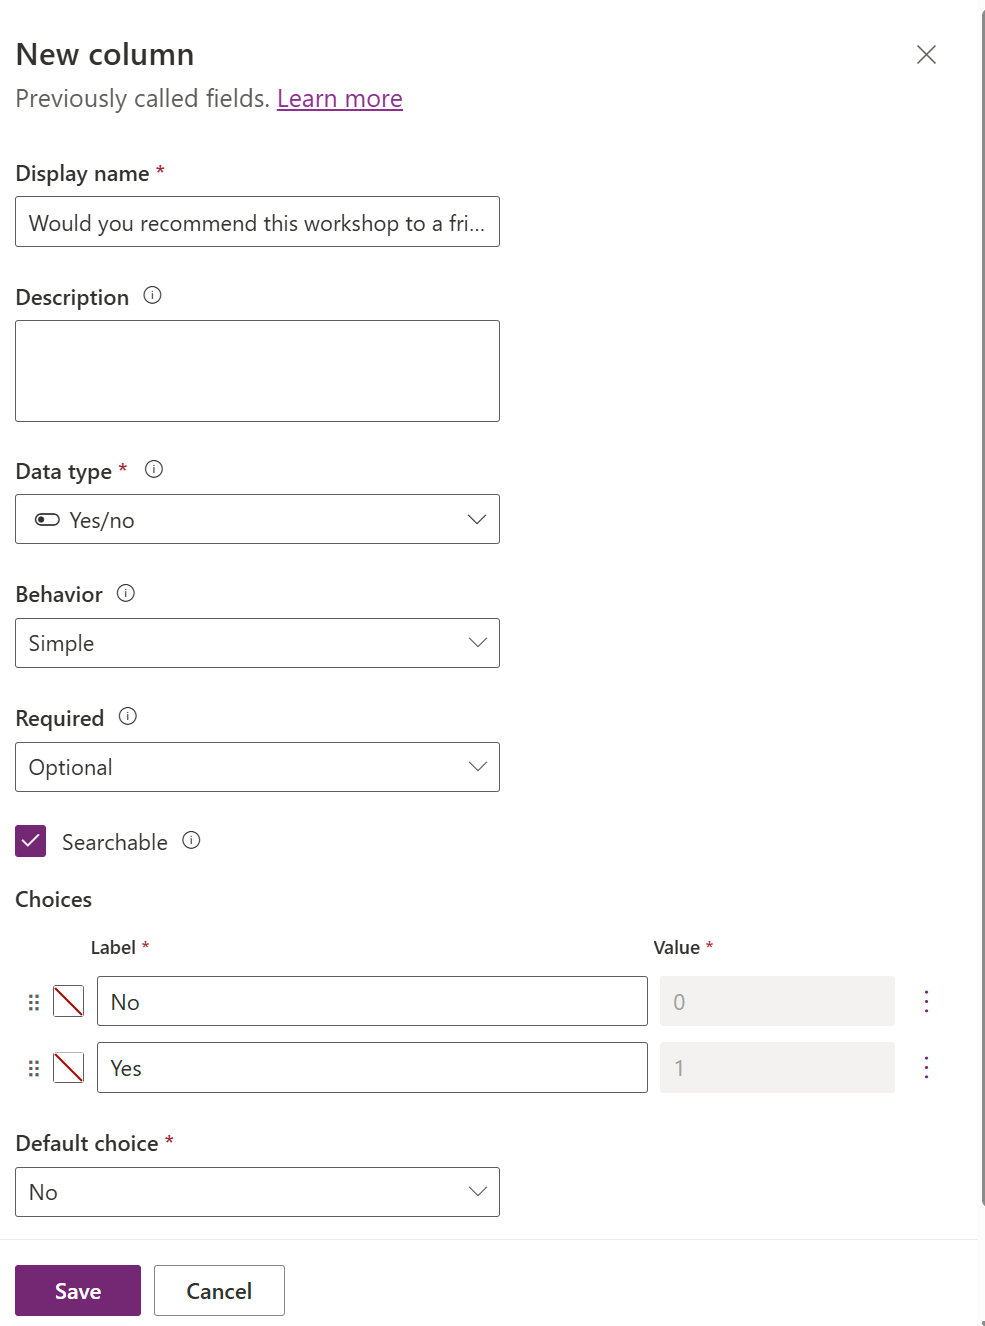 New column
Previously called fields. Learn more
Display name *
Would you recommend this workshop to a fri...
Description
Data type *
Yes/no
Behavior
Simple
Required
Optional
Searchable
Choices
Label * Value *
No 0
Yes 1
Default choice *
No
Save Cancel